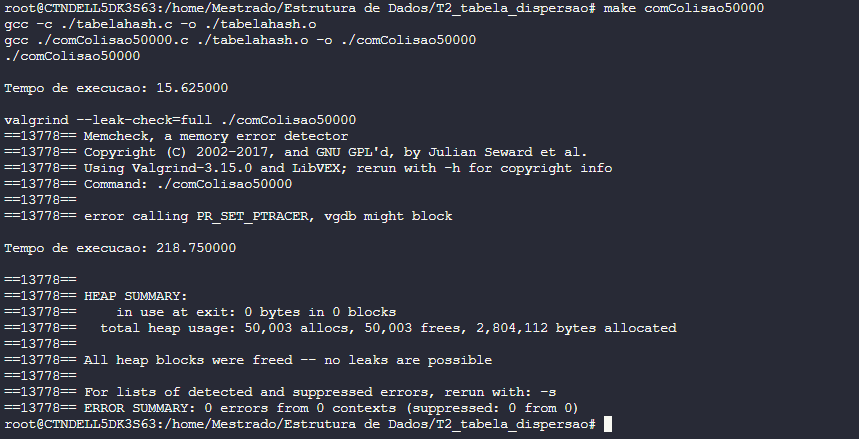 root@CTNDELL5DK3S63:/home/Mestrado/Estrutura de Dados/T2_tabela_dispersao# make comColisao50000
gcc -c ./tabelahash.c -o ./tabelahash.o
gcc ./comColisao50000.c ./tabelahash.o -o ./comColisao50000
./comColisao50000
Tempo de execucao: 15.625000
valgrind --leak-check=full ./comColisao50000
==13778== Memcheck, a memory error detector
==13778== Copyright (C) 2002-2017, and GNU GPL'd, by Julian Seward et al.
==13778== Using Valgrind-3.15.0 and LibVEX; rerun with -h for copyright info
==13778== Command: ./comColisao50000
==13778==
==13778== error calling PR_SET_PTRACER, vgdb might block
Tempo de execucao: 218.750000
==13778==
==13778== HEAP SUMMARY:
==13778==     in use at exit: 0 bytes in 0 blocks
==13778==   total heap usage: 50,003 allocs, 50,003 frees, 2,804,112 bytes allocated
==13778==
==13778== All heap blocks were freed -- no leaks are possible
==13778==
==13778== For lists of detected and suppressed errors, rerun with: -s
==13778== ERROR SUMMARY: 0 errors from 0 contexts (suppressed: 0 from 0)
root@CTNDELL5DK3S63:/home/Mestrado/Estrutura de Dados/T2_tabela_dispersao#